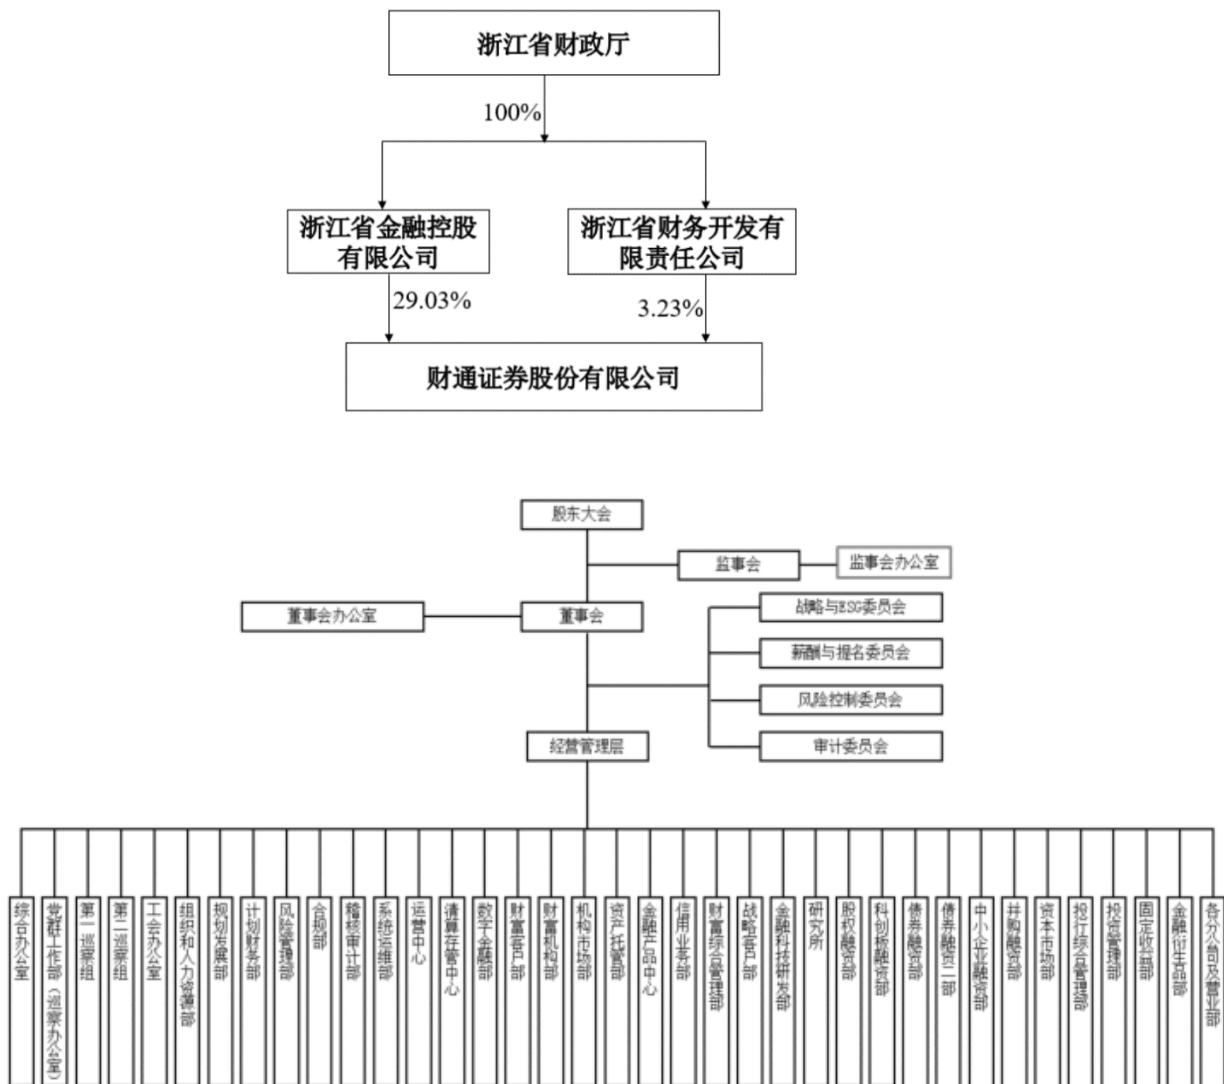 浙江省财政厅
100%
浙江省金融控股
有限公司
浙江省财务开发有
限责任公司
29.03%
3.23%
财通证券股份有限公司
股东大会
监事会
监事会办公室
董事会办公室
董事会
战略与ESG委员会
薪酬与提名委员会
风险控制委员会
审计委员会
经营管理层
综合办公室
党群工作部（巡察办公室）
第一巡察组
第二巡察组
工会办公室
组织和人力资源部
规划发展部
计划财务部
风险管理部
合规部
稽核审计部
系统运维部
运营中心
清算存管中心
数字金融部
财富客户部
财富机构部
机构市场部
资产托管部
金融产品中心
信用业务部
财富综合管理部
战略客户部
金融科技研发部
研究所
股权融资部
科创板融资部
债券融资部
债券融资二部
中小企业融资部
并购融资部
资本市场部
投行综合管理部
投资管理部
固定收益部
金融衍生品部
各分公司及营业部